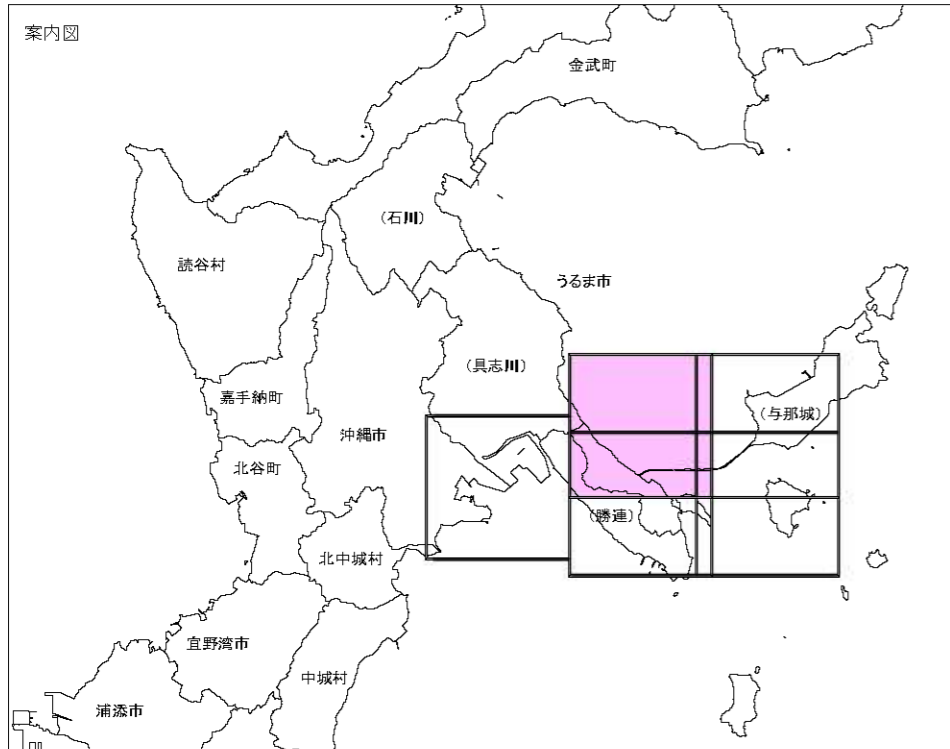 案内図
金武町
(石川)
読谷村
うるま市
(具志川)
嘉手納町
(与那城)
沖縄市
北谷町
(勝連)
北中城村
宜野湾市
中城村
浦添市